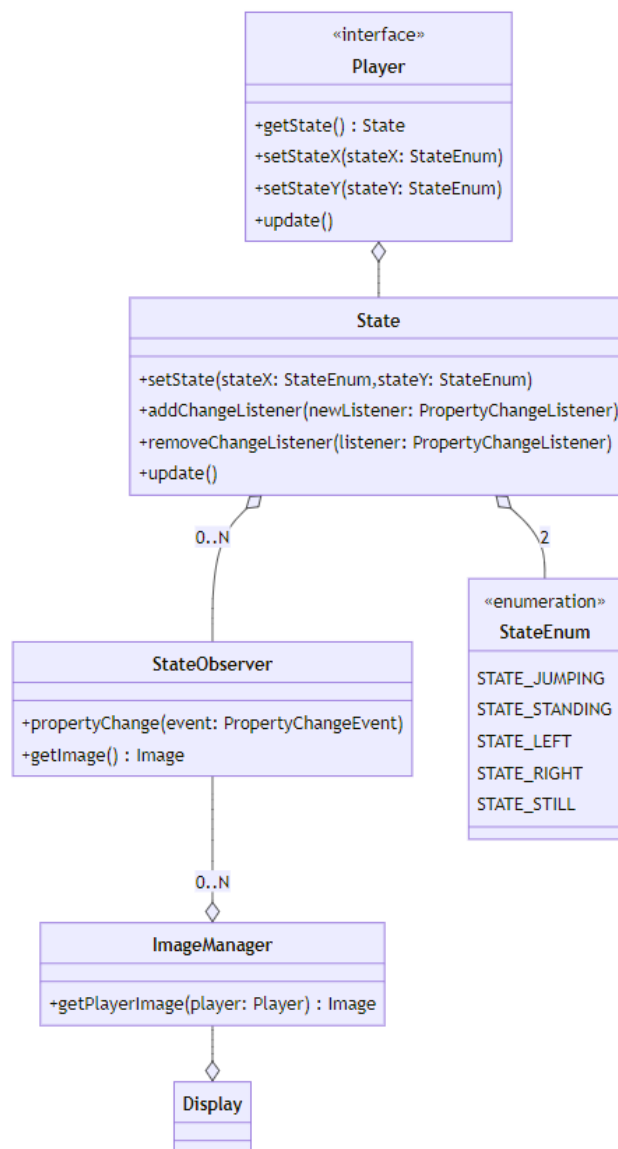 «interface»
Player
+getState() : State
+setStateX(stateX: StateEnum)
+setStateY(stateY: StateEnum)
+update()
State
+setState(stateX: StateEnum,stateY: StateEnum)
+addChangeListener(newListener: PropertyChangeListener)
+removeChangeListener(listener: PropertyChangeListener)
+update()
0..N
2
«enumeration»
StateEnum
STATE_JUMPING
STATE_STANDING
STATE_LEFT
STATE_RIGHT
STATE_STILL
StateObserver
+propertyChange(event: PropertyChangeEvent)
+getImage() : Image
0..N
ImageManager
+getPlayerImage(player: Player) : Image
Display